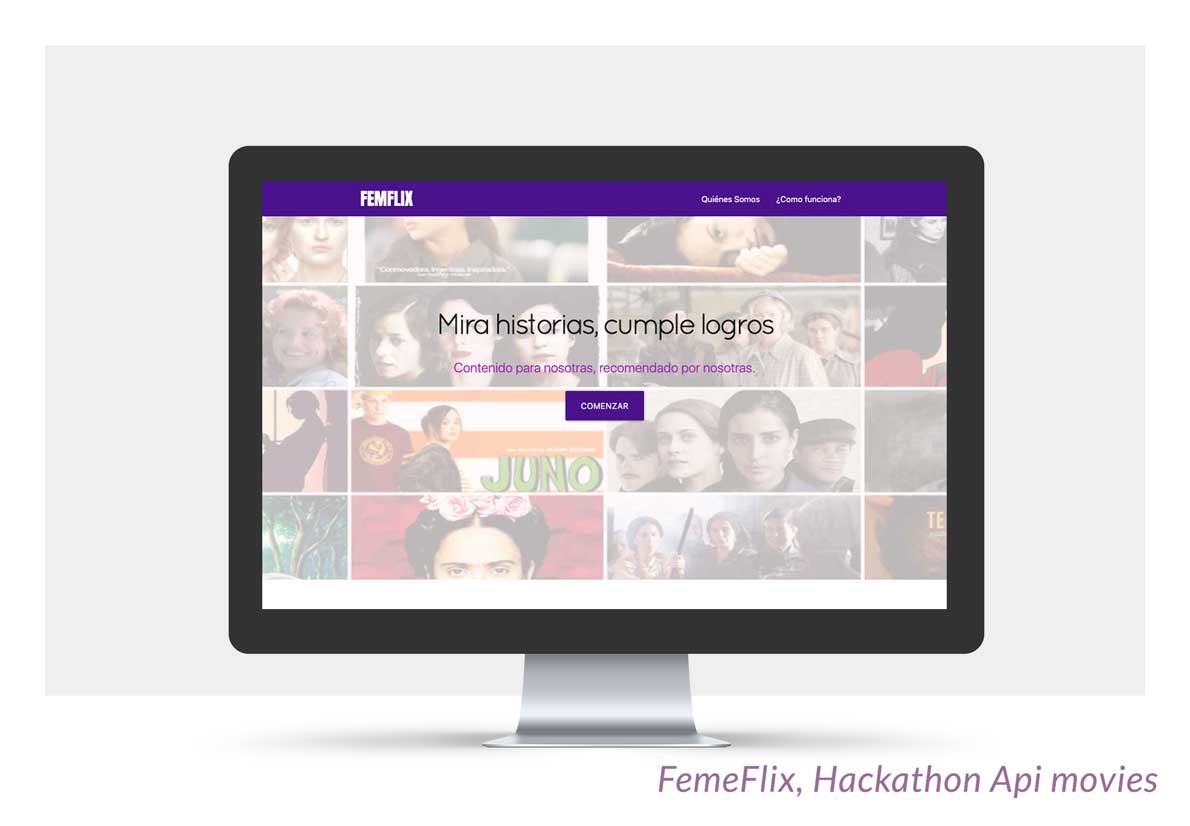 FEMFLIX
Quiénes Somos
¿Como funciona?
"Conmovedora, Ingeniosa, Inspiradora."
Mira historias, cumple logros
Contenido para nosotras, recomendado por nosotras.
COMENZAR
JUNO
TE
FemeFlix, Hackathon Api movies